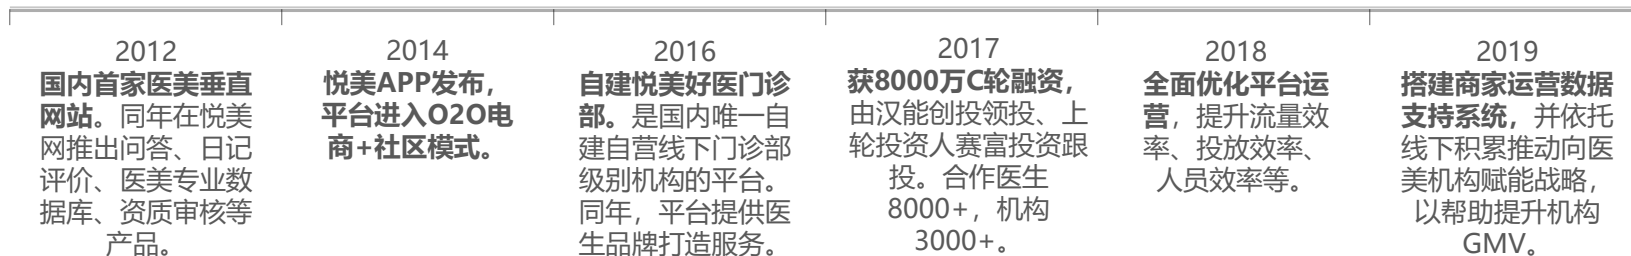 2012
国内首家医美垂直
网站。同年在悦美
网推出问答、日记
评价、医美专业数
据库、资质审核等
产品。
2014
悦美APP发布，
平台进入O2O电
商+社区模式。
2016
自建悦美好医门诊
部。是国内唯一自
建自营线下门诊部
级别机构的平台。
同年，平台提供医
生品牌打造服务。
2017
获8000万C轮融资，
由汉能创投领投、上
轮投资人赛富投资跟
投。合作医生
8000+，机构
3000+。
2018
全面优化平台运
营，提升流量效
率、投放效率、
人员效率等。
2019
搭建商家运营数据
支持系统，并依托
线下积累推动向医
美机构赋能战略，
以帮助提升机构
GMV。